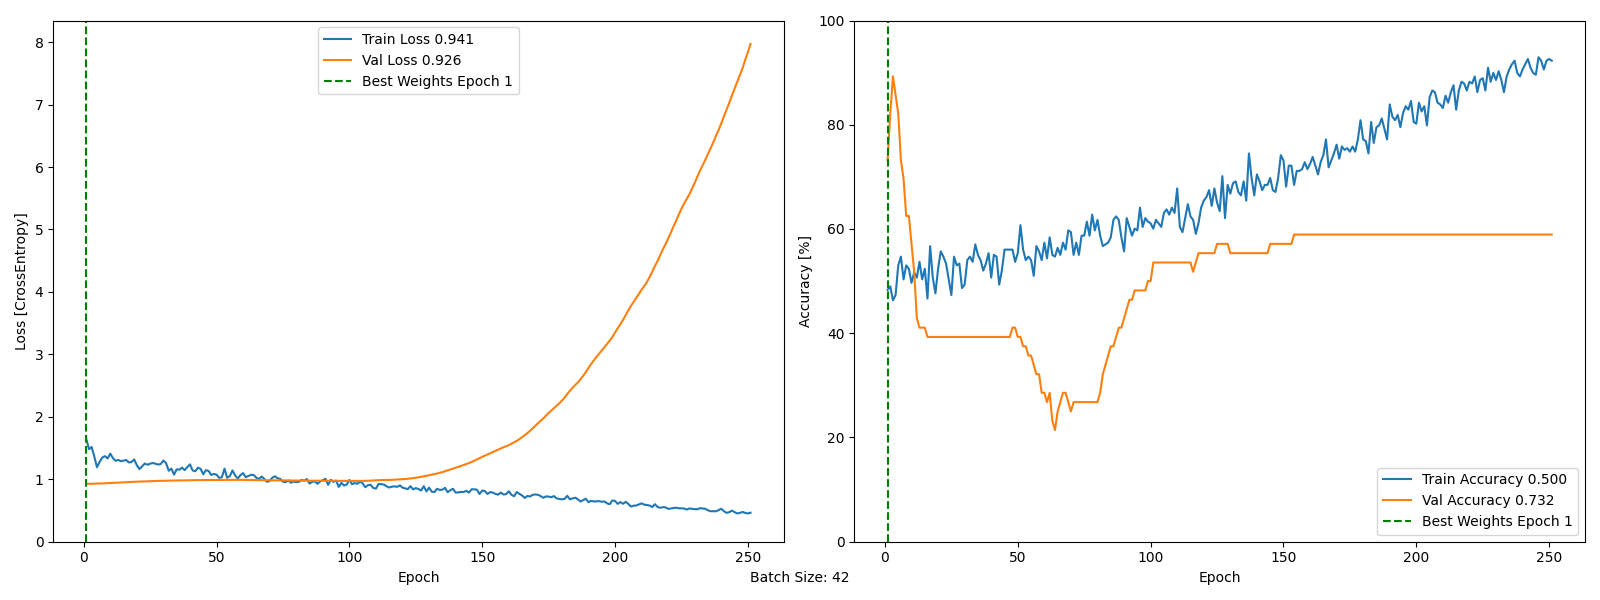 Train Loss 0.941
Val Loss 0.926
Best Weights Epoch 1
Loss [CrossEntropy]
8
7
6
5
4
3
2
1
0
0 50 100 150 200 250
Epoch
Batch Size: 42
Accuracy [%]
100
80
60
40
20
0
Train Accuracy 0.500
Val Accuracy 0.732
Best Weights Epoch 1
0 50 100 150 200 250
Epoch